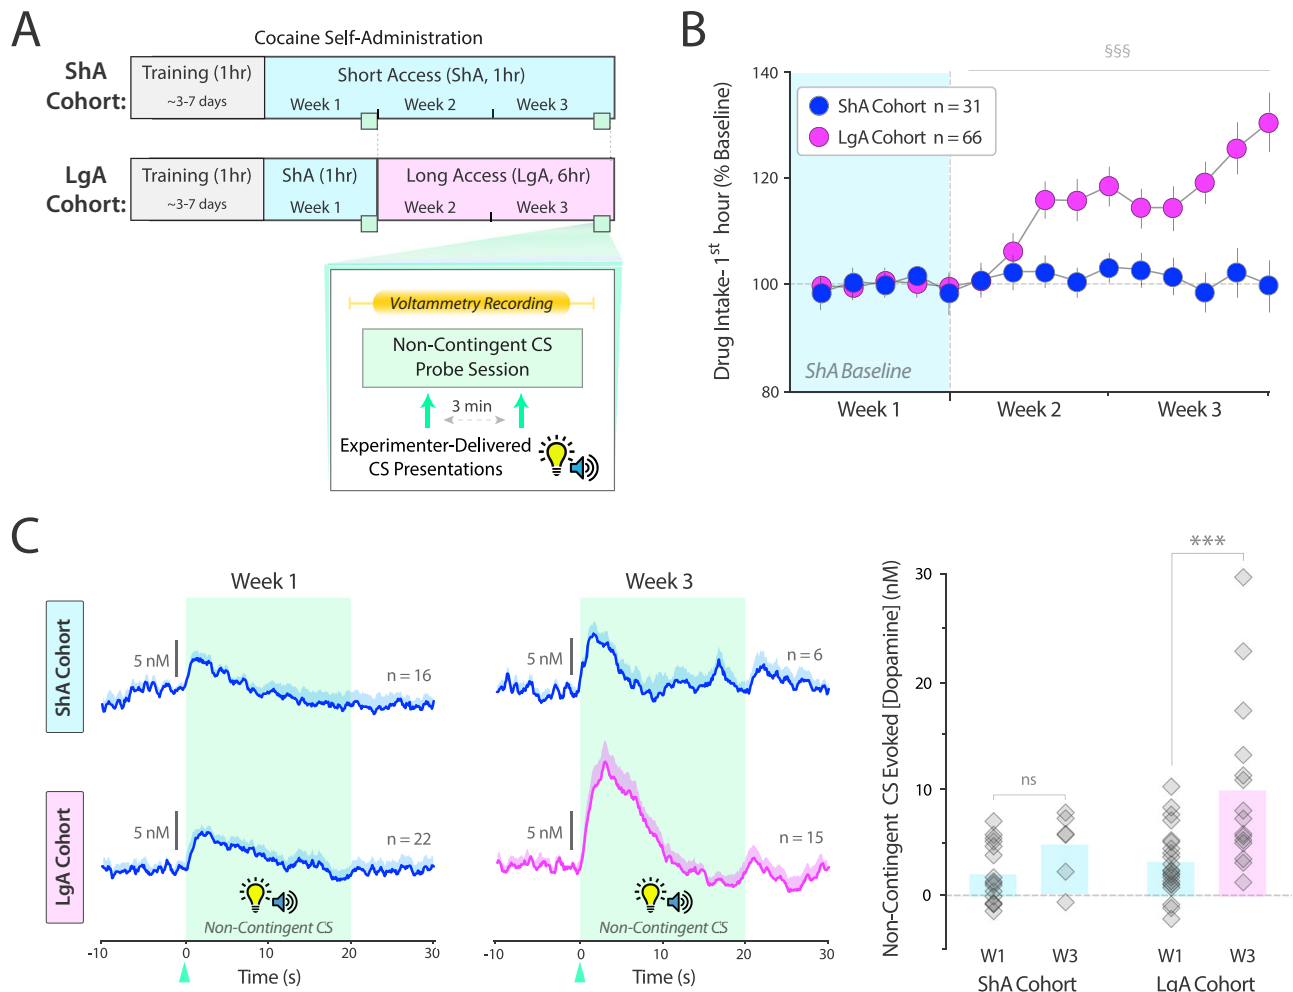 A
Cocaine Self-Administration
ShA
Cohort:
Training (1hr)
~3-7 days
Short Access (ShA, 1hr)
Week 1
Week 2
Week 3
LgA
Cohort:
Training (1hr)
~3-7 days
ShA (1hr)
Week 1
Long Access (LgA, 6hr)
Week 2
Week 3
Voltammetry Recording
Non-Contingent CS
Probe Session
3 min
Experimenter-Delivered
CS Presentations
B
§§§
Drug Intake- 1st hour (% Baseline)
140
120
100
80
ShA Cohort n = 31
LgA Cohort n = 66
ShA Baseline
Week 1
Week 2
Week 3
C
Week 1
Week 3
ShA Cohort
5 nM
n = 16
5 nM
n = 6
LgA Cohort
5 nM
n = 22
5 nM
n = 15
Non-Contingent CS
Non-Contingent CS
-10
0
10
20
30
Time (s)
-10
0
10
20
30
Time (s)
Non-Contingent CS Evoked [Dopamine] (nM)
30
20
10
0
ns
***
W1
W3
W1
W3
ShA Cohort
LgA Cohort